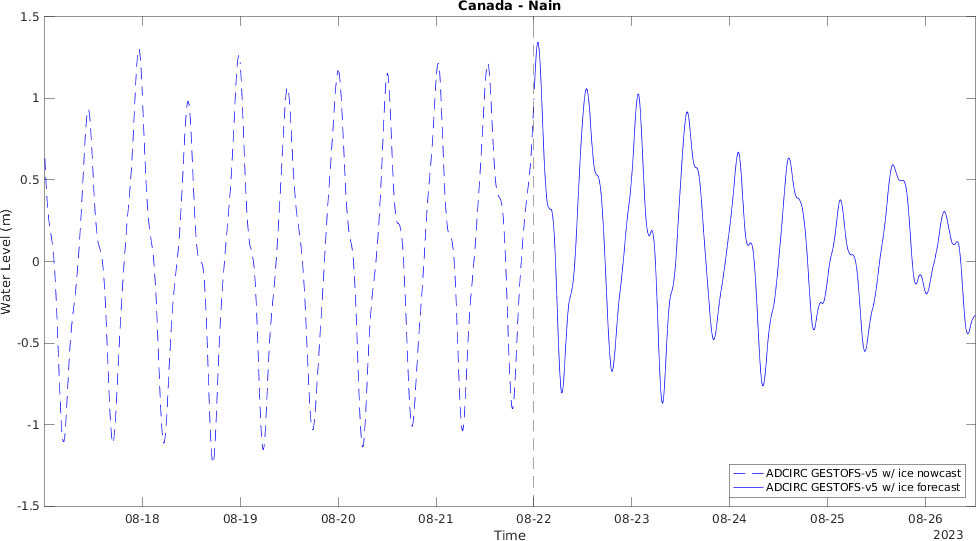 Canada - Nain
1.5
1
0.5
0
-0.5
-1
-1.5
Water Level (m)
08-18 08-19 08-20 08-21 08-22 08-23 08-24 08-25 08-26
Time
2023
ADCIRC GESTOFS-v5 w/ ice nowcast
ADCIRC GESTOFS-v5 w/ ice forecast